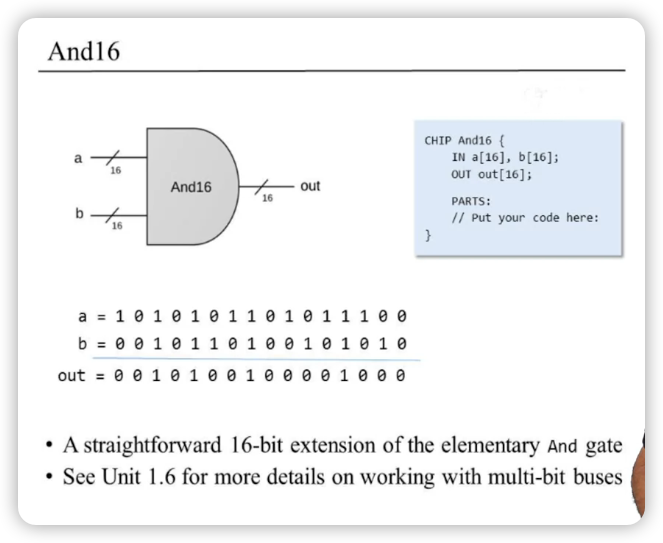 And16
a
16
And16
out
16
b
16
CHIP And16 {
IN a[16], b[16];
OUT out[16];
PARTS:
// Put your code here:
}
a = 1 0 1 0 1 0 1 1 0 1 0 1 1 1 0 0
b = 0 0 1 0 1 1 0 1 0 0 1 0 1 0 1 0
out = 0 0 1 0 1 0 0 1 0 0 0 0 1 0 0 0
• A straightforward 16-bit extension of the elementary And gate
• See Unit 1.6 for more details on working with multi-bit buses